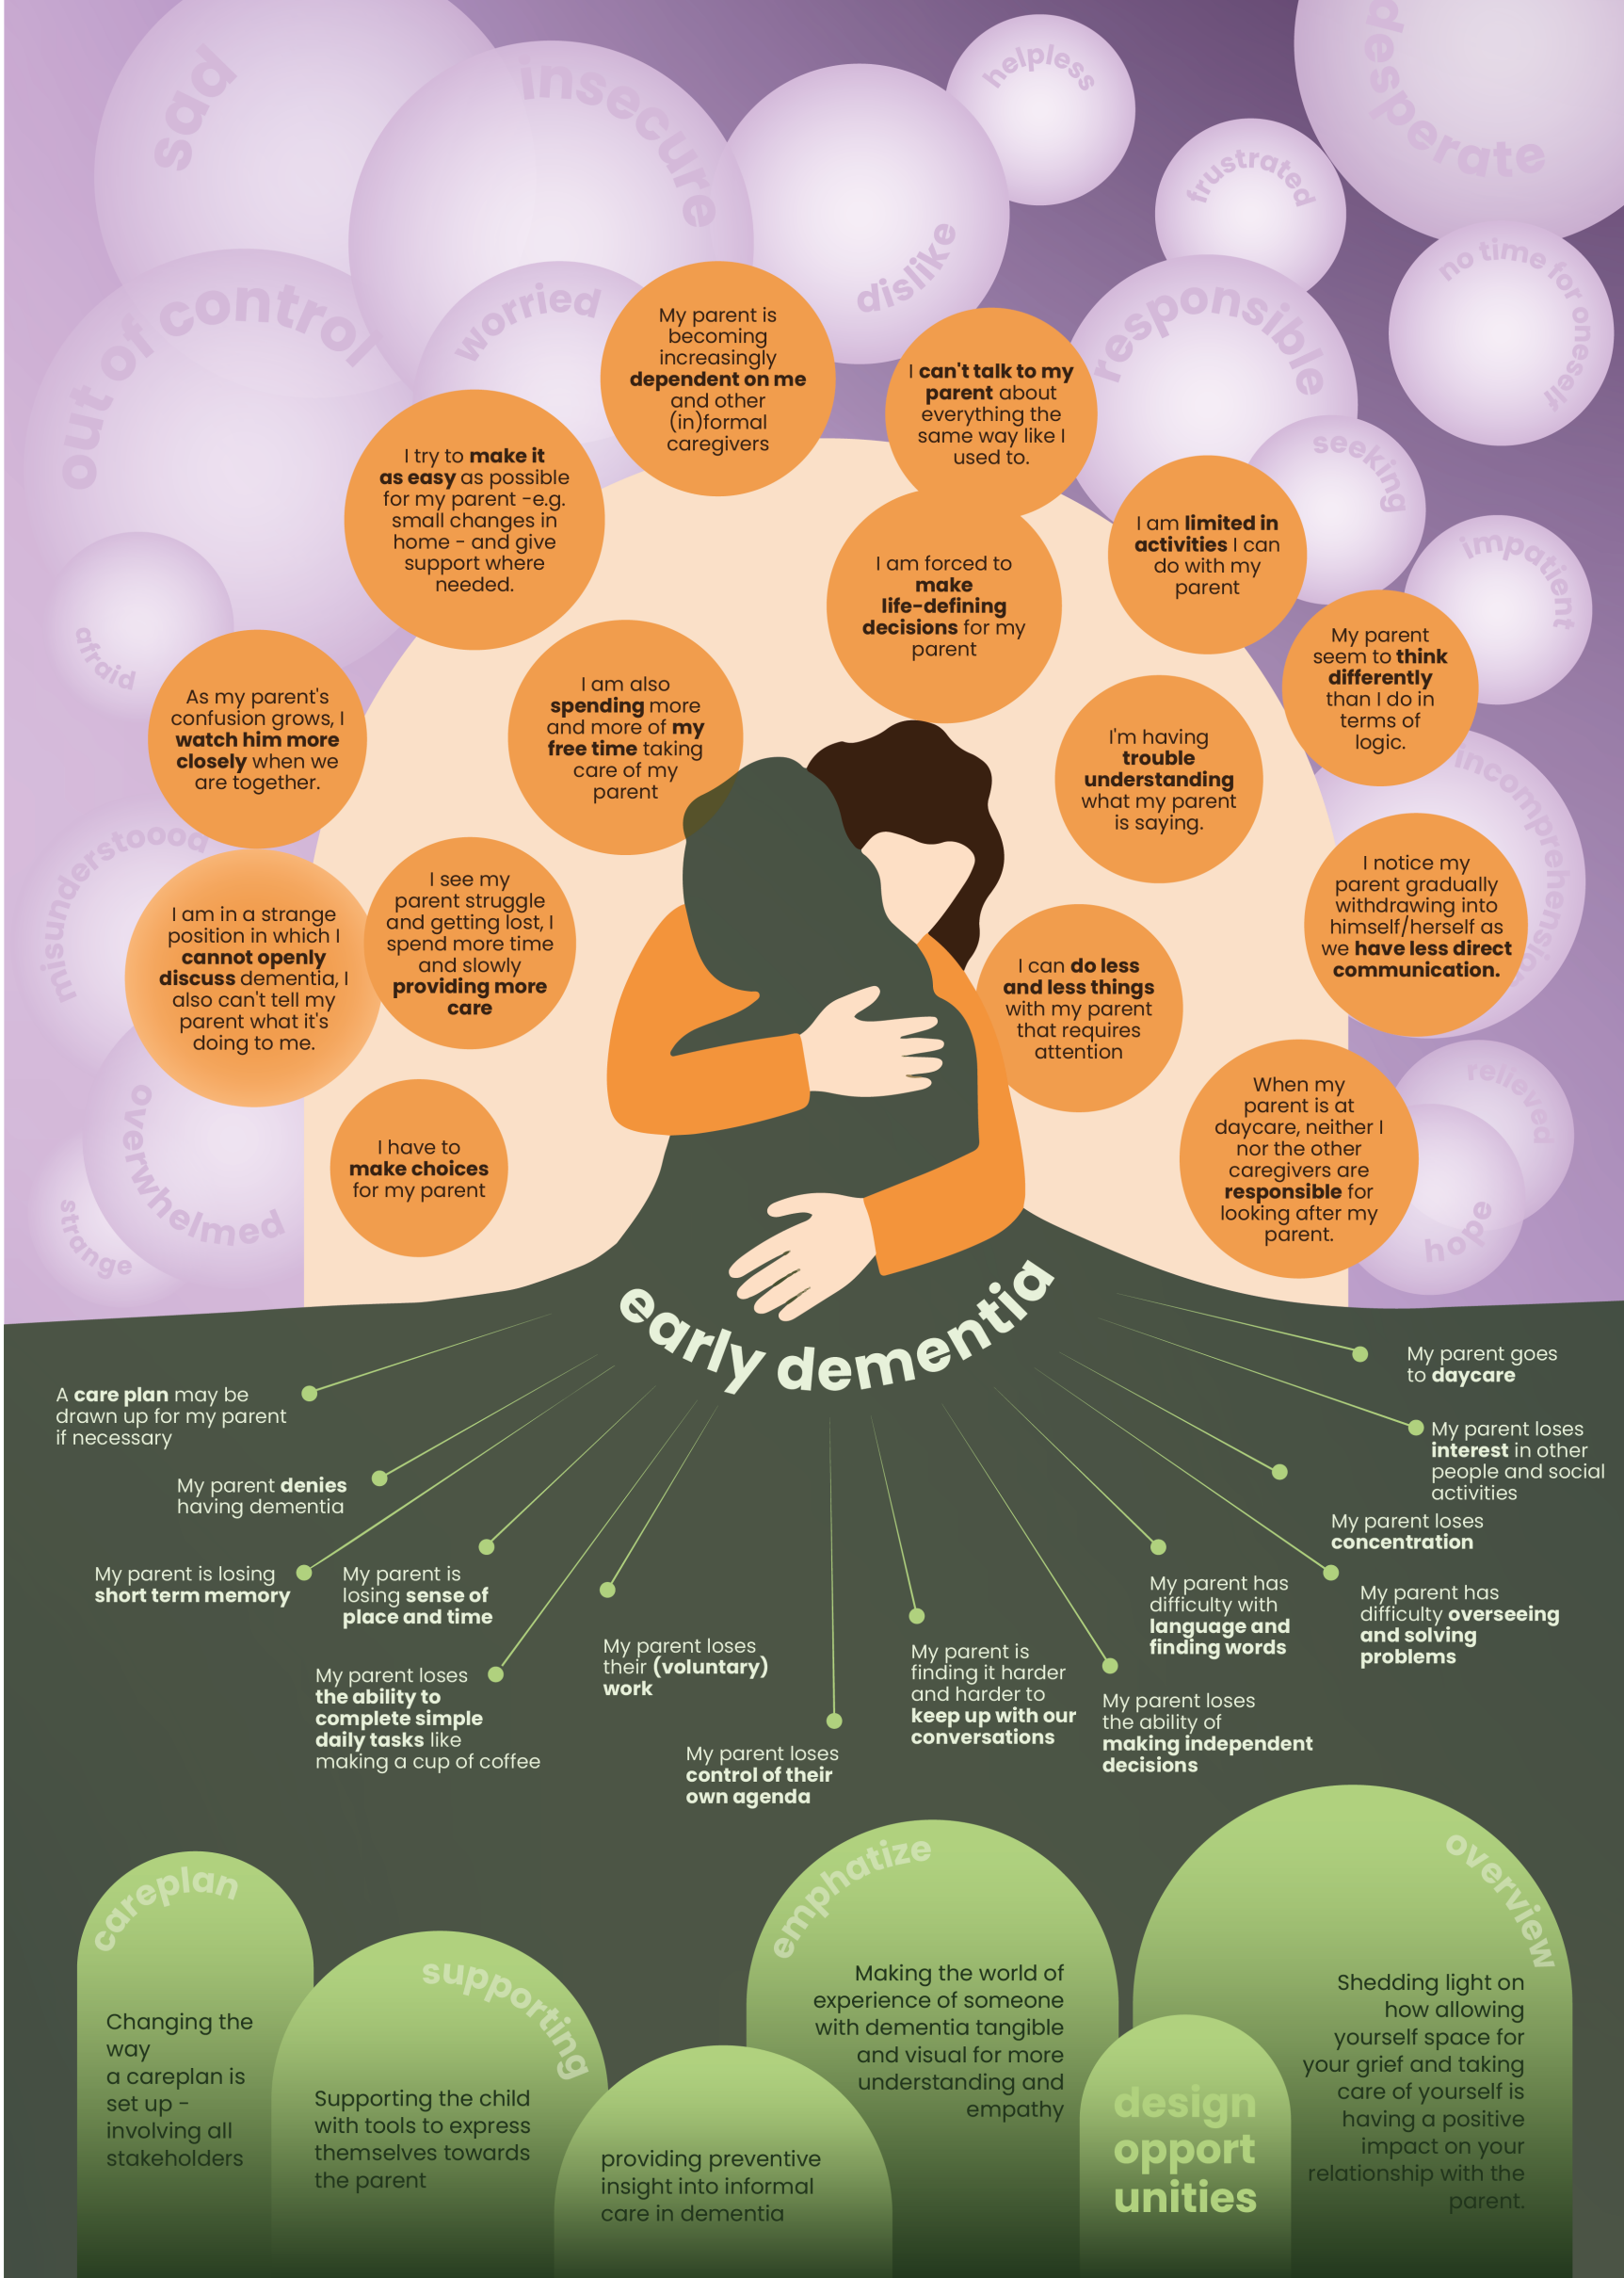 sad
insecure
helpless
desperate
dislike
frustrated
no time for oneself
out of control
worried
responsible
seeking
impatient
afraid
incomprehension
misunderstoood
overwhelmed
strange
relieved
hope
My parent is
becoming
increasingly
dependent on me
and other
(in)formal
caregivers
I can't talk to my
parent about
everything the
same way like I
used to.
I try to make it
as easy as possible
for my parent -e.g.
small changes in
home - and give
support where
needed.
I am forced to
make
life-defining
decisions for my
parent
I am limited in
activities I can
do with my
parent
My parent
seem to think
differently
than I do in
terms of
logic.
As my parent's
confusion grows, I
watch him more
closely when we
are together.
I am also
spending more
and more of my
free time taking
care of my
parent
I'm having
trouble
understanding
what my parent
is saying.
I notice my
parent gradually
withdrawing into
himself/herself as
we have less direct
communication.
I am in a strange
position in which I
cannot openly
discuss dementia, I
also can't tell my
parent what it's
doing to me.
I see my
parent struggle
and getting lost, I
spend more time
and slowly
providing more
care
I can do less
and less things
with my parent
that requires
attention
When my
parent is at
daycare, neither I
nor the other
caregivers are
responsible for
looking after my
parent.
I have to
make choices
for my parent
early dementia
A care plan may be
drawn up for my parent
if necessary
My parent denies
having dementia
My parent is losing
short term memory
My parent is
losing sense of
place and time
My parent loses
the ability to
complete simple
daily tasks like
making a cup of coffee
My parent loses
their (voluntary)
work
My parent loses
control of their
own agenda
My parent is
finding it harder
and harder to
keep up with our
conversations
My parent loses
the ability of
making independent
decisions
My parent has
difficulty with
language and
finding words
My parent has
difficulty overseeing
and solving
problems
My parent loses
concentration
My parent loses
interest in other
people and social
activities
My parent goes
to daycare
careplan
Changing the
way
a careplan is
set up -
involving all
stakeholders
supporting
Supporting the child
with tools to express
themselves towards
the parent
providing preventive
insight into informal
care in dementia
emphatize
Making the world of
experience of someone
with dementia tangible
and visual for more
understanding and
empathy
design
opport
unities
overview
Shedding light on
how allowing
yourself space for
your grief and taking
care of yourself is
having a positive
impact on your
relationship with the
parent.